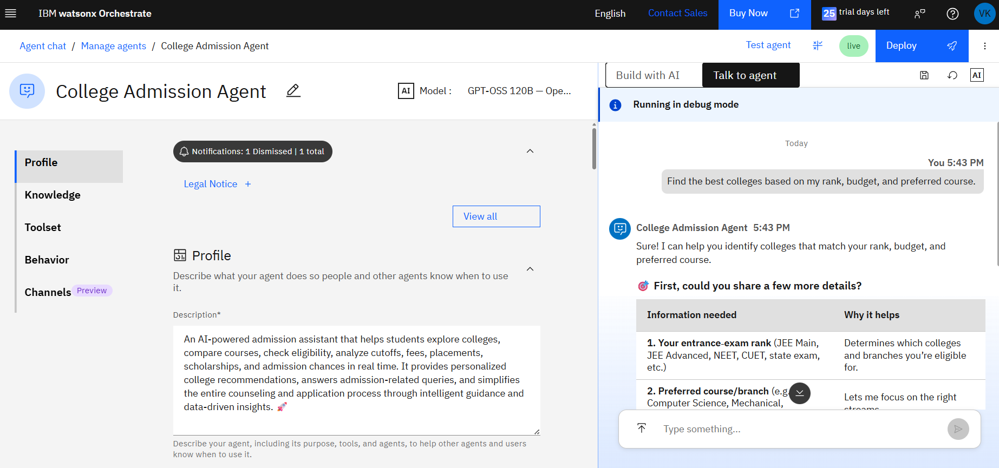 IBM watsonx Orchestrate
English
Contact Sales
Buy Now
25 trial days left
VK
Agent chat / Manage agents / College Admission Agent
Test agent
live
Deploy
College Admission Agent
AI Model :
GPT-OSS 120B — Ope...
Build with AI
Talk to agent
AI
Running in debug mode
Profile
Knowledge
Toolset
Behavior
Channels Preview
Notifications: 1 Dismissed | 1 total
Legal Notice +
View all
Profile
Describe what your agent does so people and other agents know when to use
it.
Description*
An AI-powered admission assistant that helps students explore colleges,
compare courses, check eligibility, analyze cutoffs, fees, placements,
scholarships, and admission chances in real time. It provides personalized
college recommendations, answers admission-related queries, and simplifies
the entire counseling and application process through intelligent guidance and
data-driven insights. 🚀
Describe your agent, including its purpose, tools, and agents, to help other agents and users
know when to use it.
Today
You 5:43 PM
Find the best colleges based on my rank, budget, and preferred course.
College Admission Agent 5:43 PM
Sure! I can help you identify colleges that match your rank, budget, and
preferred course.
🎯 First, could you share a few more details?
Information needed
Why it helps
1. Your entrance-exam rank (JEE Main,
JEE Advanced, NEET, CUET, state exam,
etc.)
Determines which colleges
and branches you’re eligible
for.
2. Preferred course/branch (e.g.,
Computer Science, Mechanical,
Lets me focus on the right
streams
Type something...